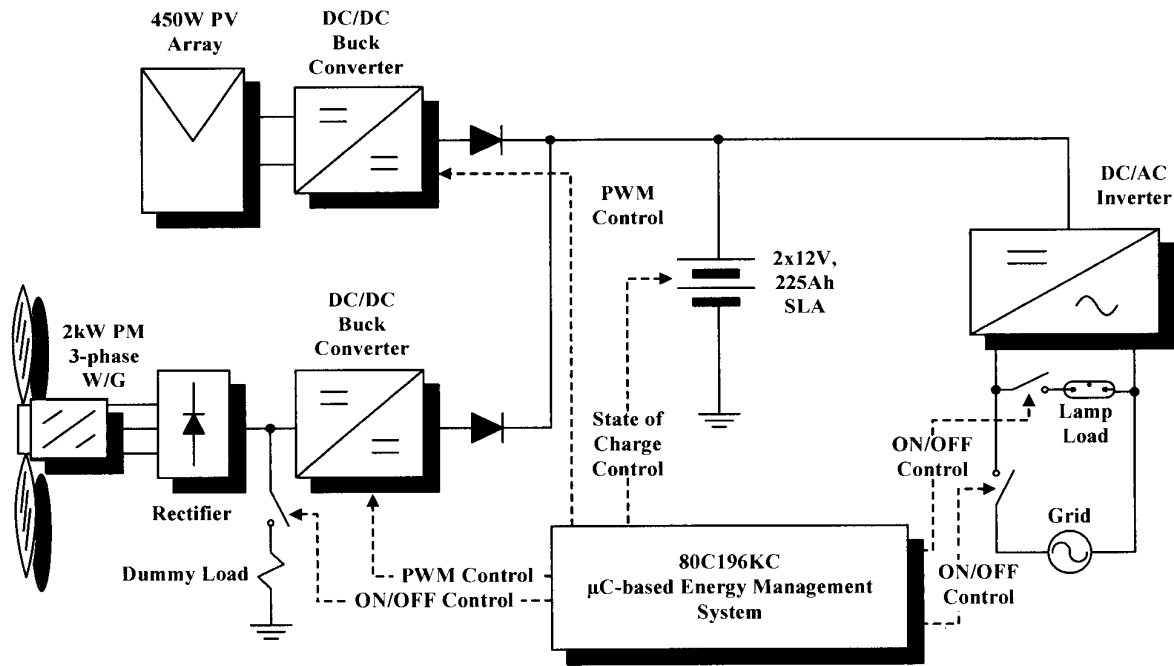 450W PV
Array
DC/DC
Buck
Converter
PWM
Control
DC/AC
Inverter
2x12V,
225Ah
SLA
2kW PM
3-phase
W/G
DC/DC
Buck
Converter
Rectifier
State of
Charge
Control
ON/OFF
Control
Lamp
Load
Grid
Dummy Load
PWM Control
ON/OFF Control
80C196KC
μC-based Energy Management
System
ON/OFF
Control